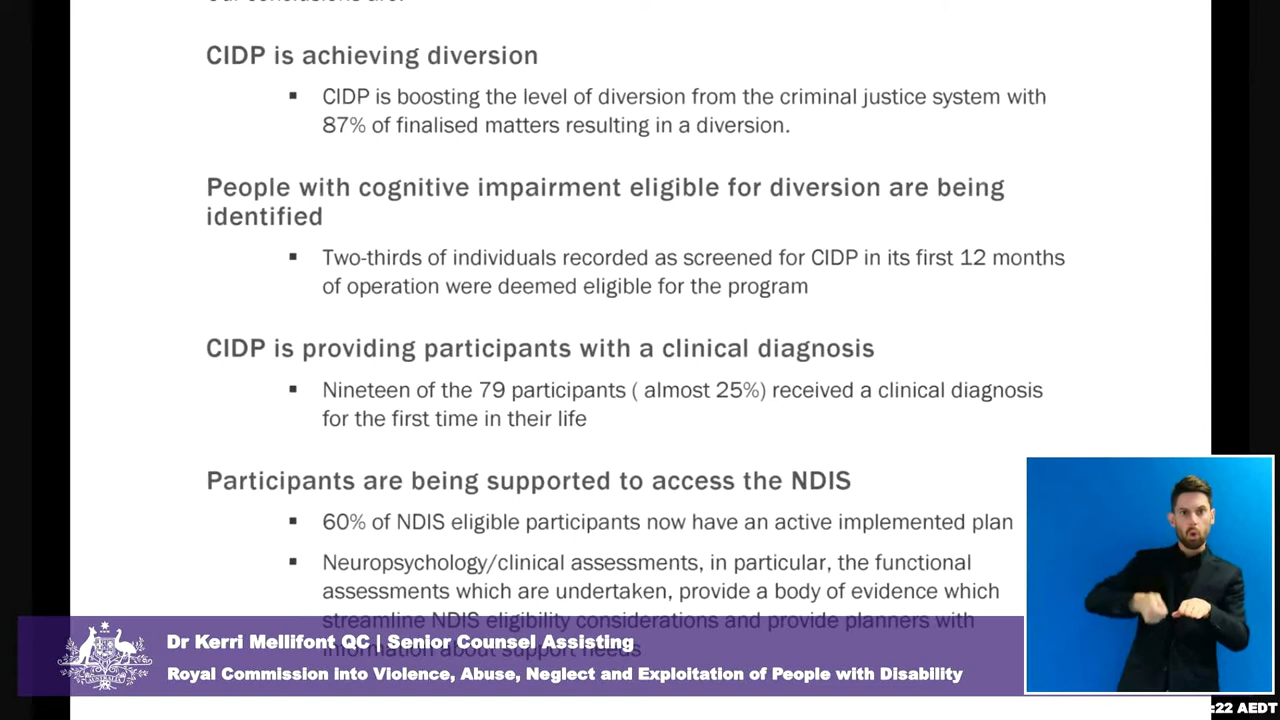 Our conclusions are:
CIDP is achieving diversion
▪ CIDP is boosting the level of diversion from the criminal justice system with
87% of finalised matters resulting in a diversion.
People with cognitive impairment eligible for diversion are being
identified
▪ Two-thirds of individuals recorded as screened for CIDP in its first 12 months
of operation were deemed eligible for the program
CIDP is providing participants with a clinical diagnosis
▪ Nineteen of the 79 participants ( almost 25%) received a clinical diagnosis
for the first time in their life
Participants are being supported to access the NDIS
▪ 60% of NDIS eligible participants now have an active implemented plan
▪ Neuropsychology/clinical assessments, in particular, the functional
assessments which are undertaken, provide a body of evidence which
streamline NDIS eligibility considerations and provide planners with
information about support needs
Dr Kerri Mellifont QC | Senior Counsel Assisting
Royal Commission into Violence, Abuse, Neglect and Exploitation of People with Disability
:22 AEDT